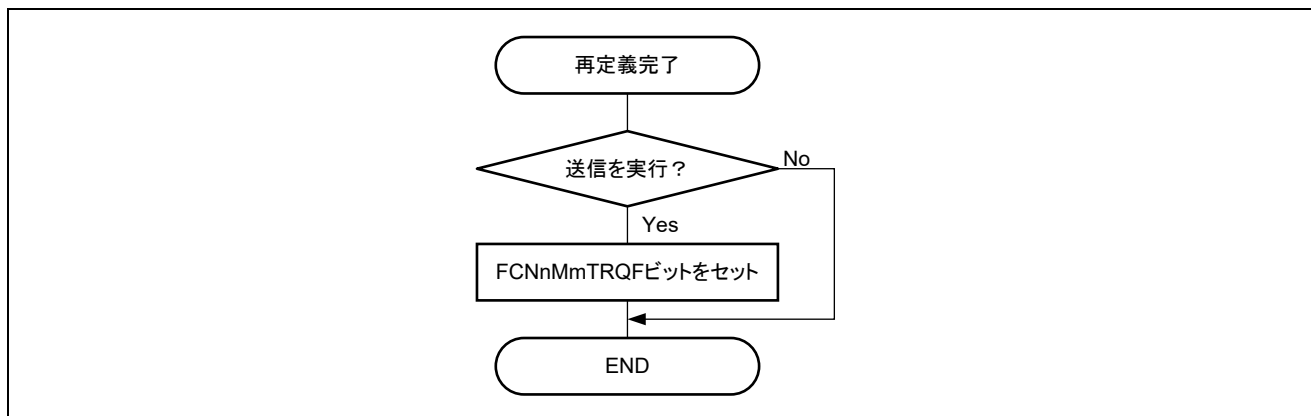 再定義完了
送信を実行？
No
Yes
FCNnMmTRQFビットをセット
END